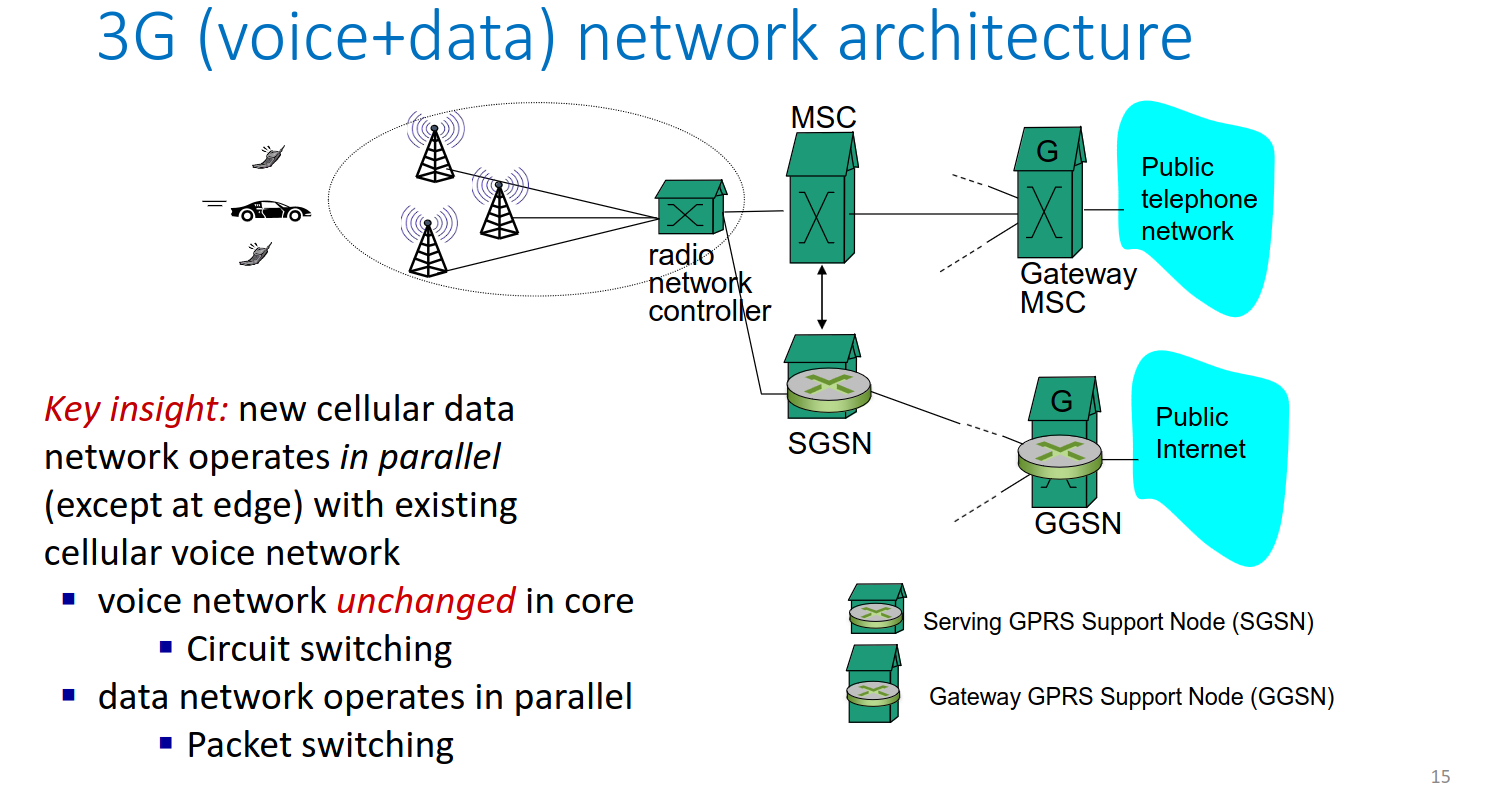 3G (voice+data) network architecture
MSC
G
Public
telephone
network
radio
network
controller
Gateway
MSC
SGSN
G
Public
Internet
GGSN
Key insight: new cellular data
network operates in parallel
(except at edge) with existing
cellular voice network
▪ voice network unchanged in core
▪ Circuit switching
▪ data network operates in parallel
▪ Packet switching
Serving GPRS Support Node (SGSN)
Gateway GPRS Support Node (GGSN)
15